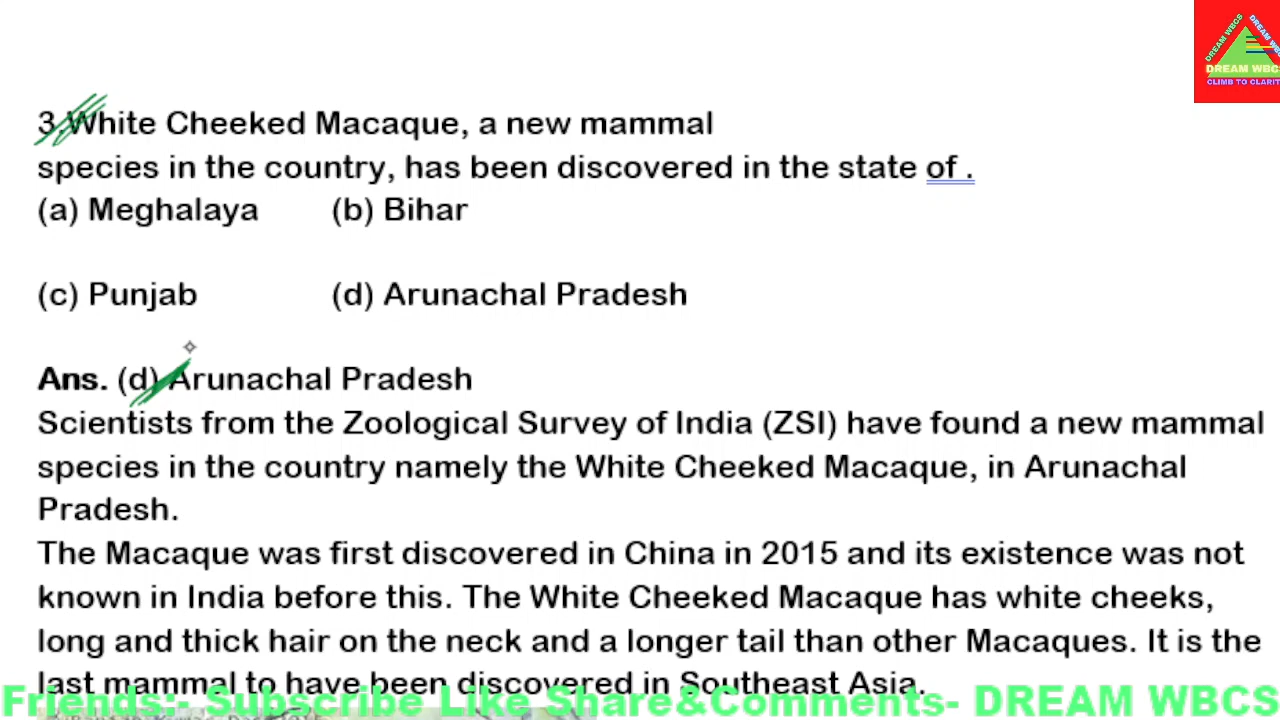 DREAM WBCS
DREAM WBCS
DREAM WBCS
CLIMB TO CLARIT
3.White Cheeked Macaque, a new mammal
species in the country, has been discovered in the state of .
(a) Meghalaya (b) Bihar
(c) Punjab (d) Arunachal Pradesh
Ans. (d) Arunachal Pradesh
Scientists from the Zoological Survey of India (ZSI) have found a new mammal
species in the country namely the White Cheeked Macaque, in Arunachal
Pradesh.
The Macaque was first discovered in China in 2015 and its existence was not
known in India before this. The White Cheeked Macaque has white cheeks,
long and thick hair on the neck and a longer tail than other Macaques. It is the
last mammal to have been discovered in Southeast Asia.
Friends:- Subscribe Like Share&Comments- DREAM WBCS